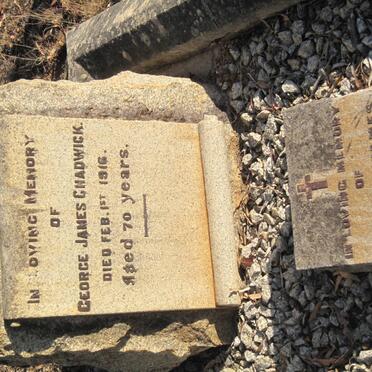 IN LOVING MEMORY
OF
GEORGE JAMES CHADWICK.
DIED FEB. 1ST 1916.
Aged 70 years.
IN LOVING MEMORY
OF